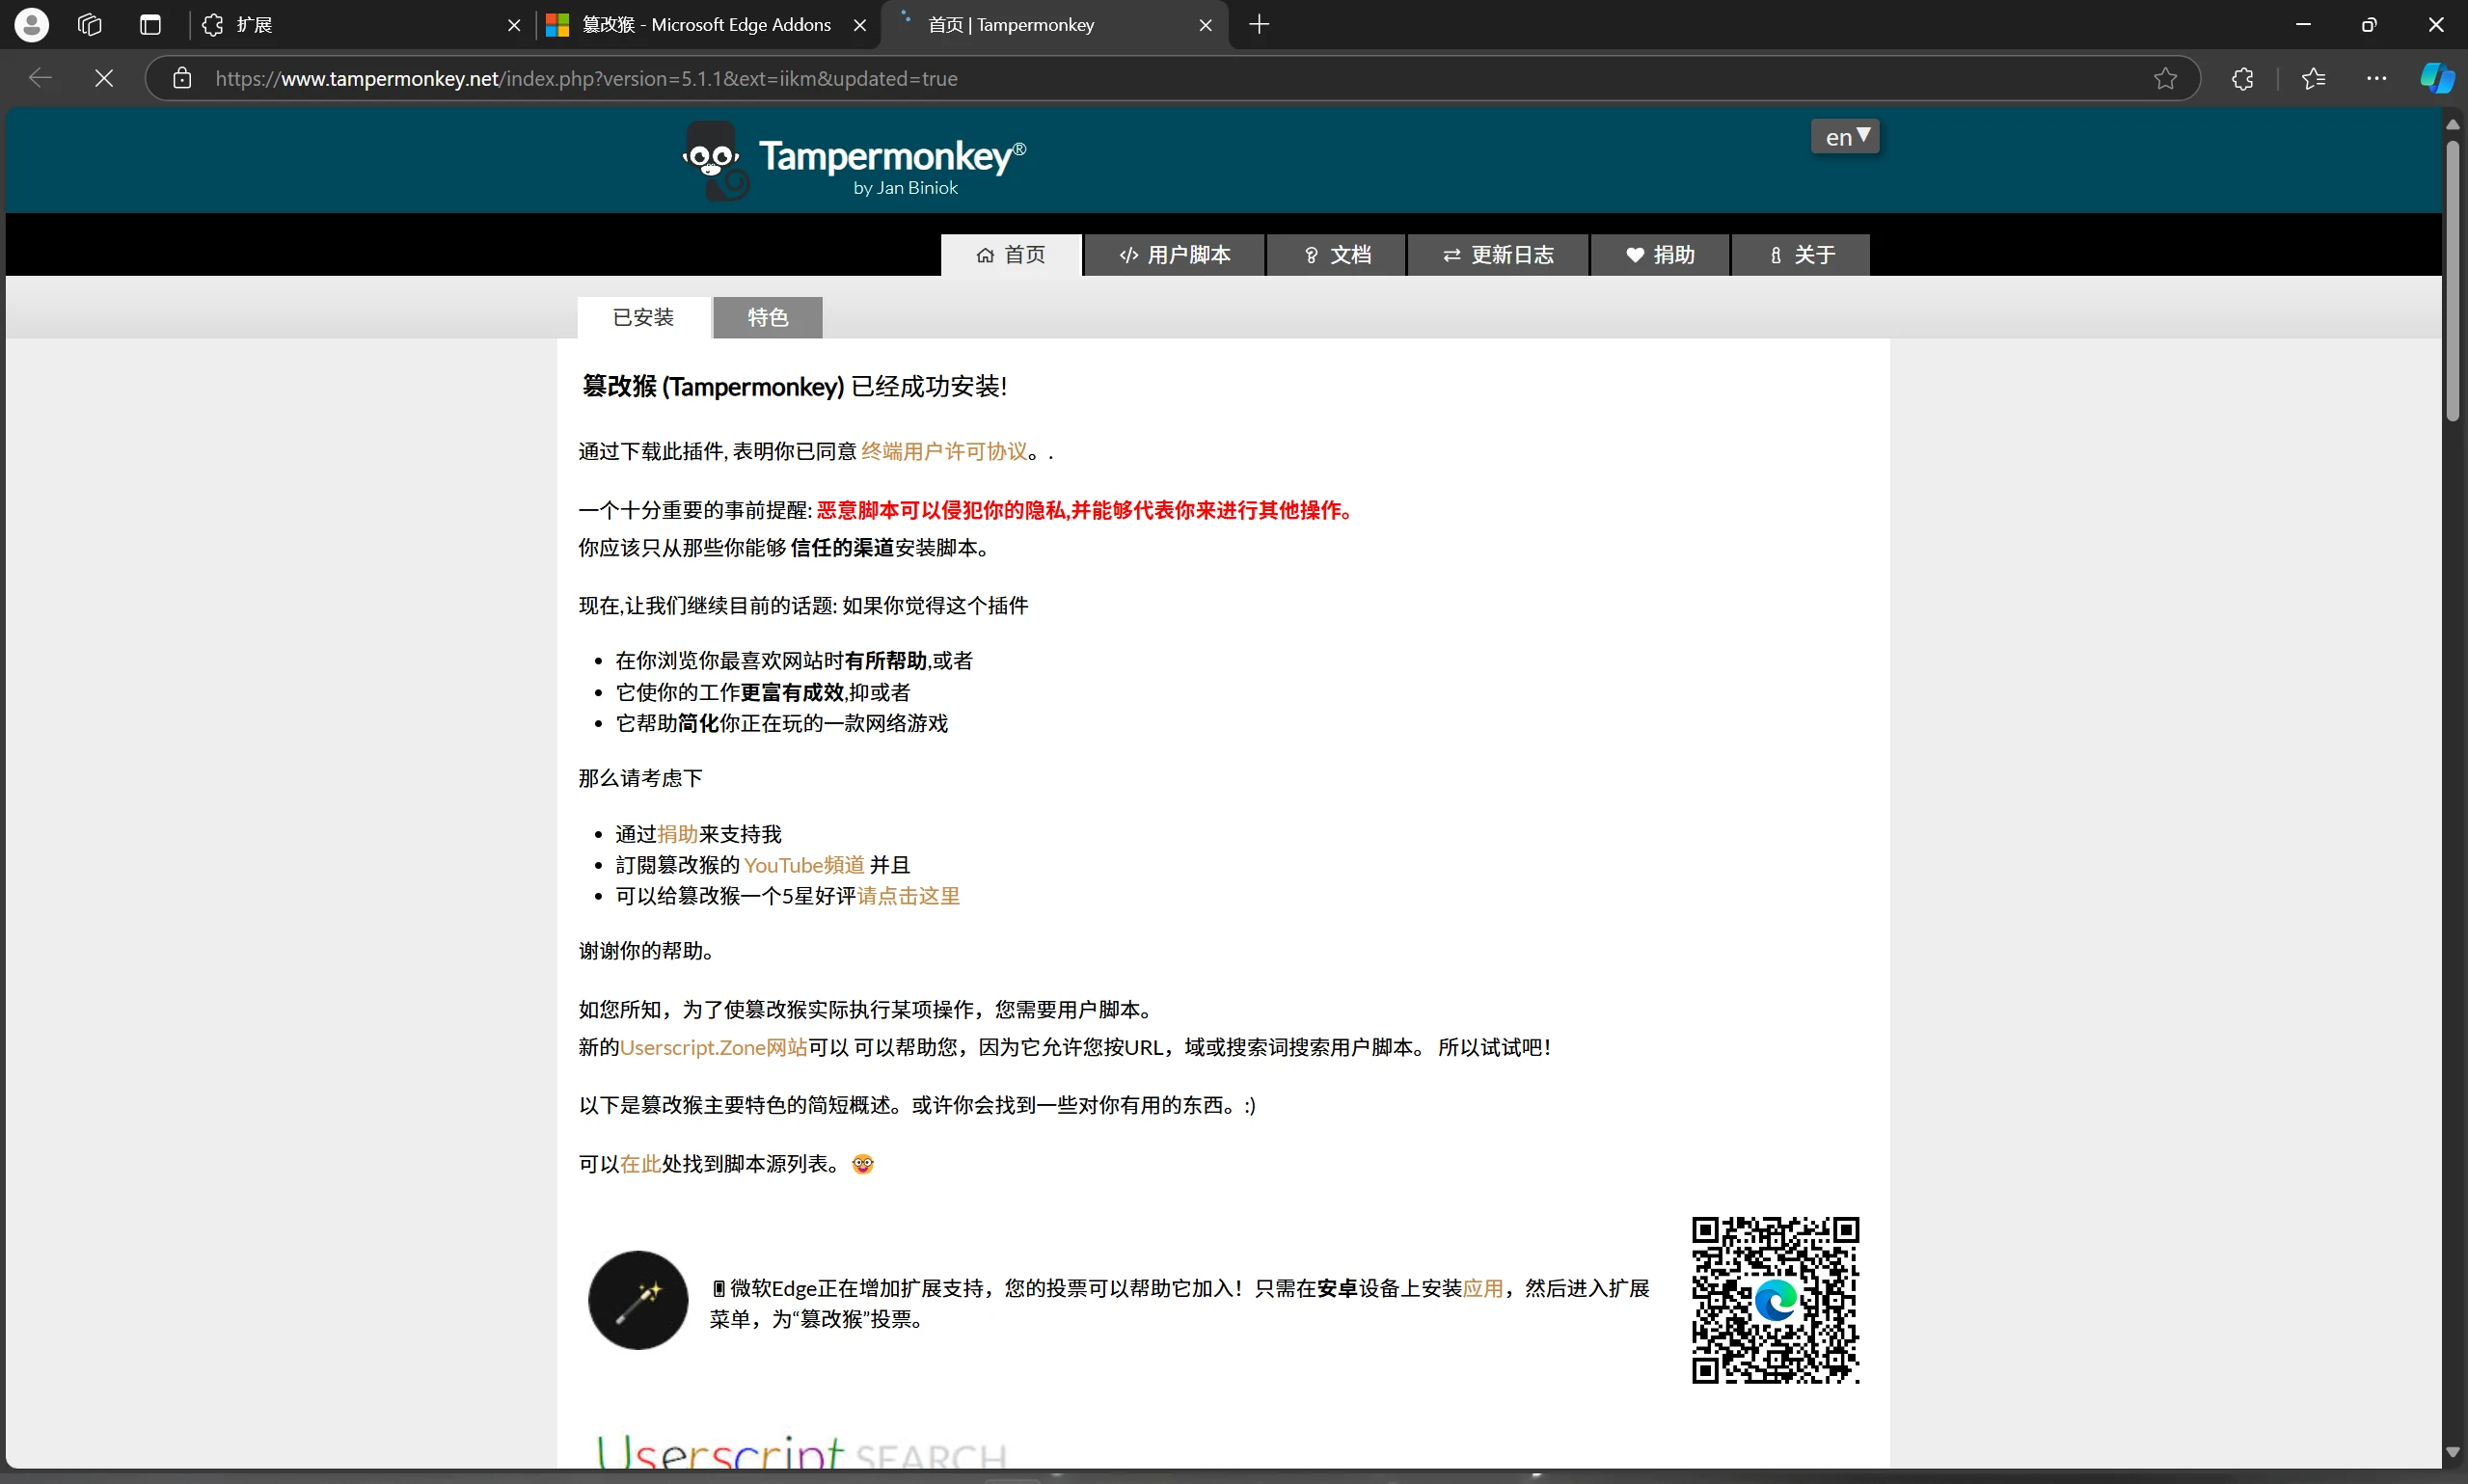 扩展
篡改猴 - Microsoft Edge Addons
首页 | Tampermonkey
https://www.tampermonkey.net/index.php?version=5.1.1&ext=iikm&updated=true
Tampermonkey®
by Jan Biniok
en▼
首页
用户脚本
文档
更新日志
捐助
关于
已安装
特色
篡改猴 (Tampermonkey) 已经成功安装!
通过下载此插件, 表明你已同意 终端用户许可协议。.
一个十分重要的事前提醒: 恶意脚本可以侵犯你的隐私,并能够代表你来进行其他操作。
你应该只从那些你能够 信任的渠道安装脚本。
现在,让我们继续目前的话题: 如果你觉得这个插件
• 在你浏览你最喜欢网站时有所帮助,或者
• 它使你的工作更富有成效,抑或者
• 它帮助简化你正在玩的一款网络游戏
那么请考虑下
• 通过捐助来支持我
• 訂閱篡改猴的 YouTube頻道 并且
• 可以给篡改猴一个5星好评请点击这里
谢谢你的帮助。
如您所知，为了使篡改猴实际执行某项操作，您需要用户脚本。
新的Userscript.Zone网站可以 可以帮助您，因为它允许您按URL，域或搜索词搜索用户脚本。 所以试试吧！
以下是篡改猴主要特色的简短概述。或许你会找到一些对你有用的东西。:)
可以在此处找到脚本源列表。🤓
微软Edge正在增加扩展支持，您的投票可以帮助它加入！只需在安卓设备上安装应用，然后进入扩展
菜单，为“篡改猴”投票。
Userscript SEARCH